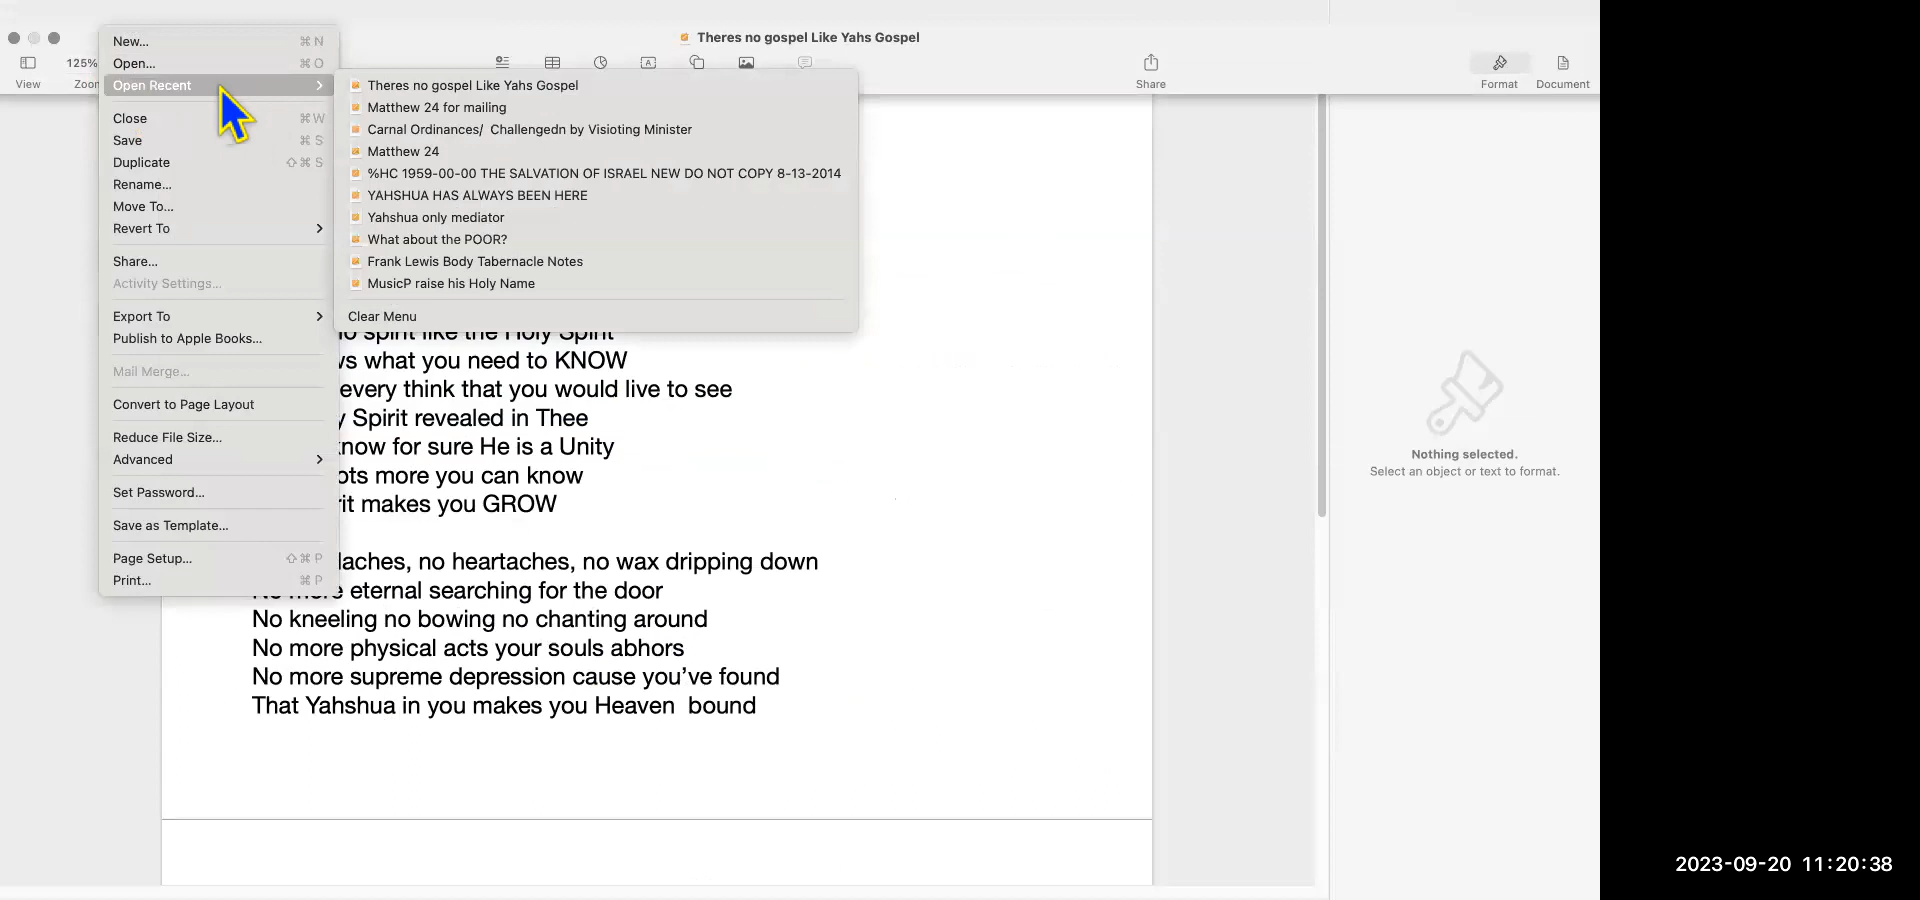 Theres no gospel Like Yahs Gospel
View
125%
Zoom
Share
Format
Document
New... ⌘ N
Open... ⌘ O
Open Recent
Close ⌘ W
Save ⌘ S
Duplicate ⇧ ⌘ S
Rename...
Move To...
Revert To
Share...
Activity Settings...
Export To
Publish to Apple Books...
Mail Merge...
Convert to Page Layout
Reduce File Size...
Advanced
Set Password...
Save as Template...
Page Setup... ⇧ ⌘ P
Print... ⌘ P
Theres no gospel Like Yahs Gospel
Matthew 24 for mailing
Carnal Ordinances/  Challengedn by Visioting Minister
Matthew 24
%HC 1959-00-00 THE SALVATION OF ISRAEL NEW DO NOT COPY 8-13-2014
YAHSHUA HAS ALWAYS BEEN HERE
Yahshua only mediator
What about the POOR?
Frank Lewis Body Tabernacle Notes
MusicP raise his Holy Name
Clear Menu
spirit like the Holy Spirit
what you need to KNOW
every think that you would live to see
Spirit revealed in Thee
know for sure He is a Unity
more you can know
makes you GROW
no heartaches, no wax dripping down
No more eternal searching for the door
No kneeling no bowing no chanting around
No more physical acts your souls abhors
No more supreme depression cause you’ve found
That Yahshua in you makes you Heaven  bound
Nothing selected.
Select an object or text to format.
2023-09-20 11:20:38